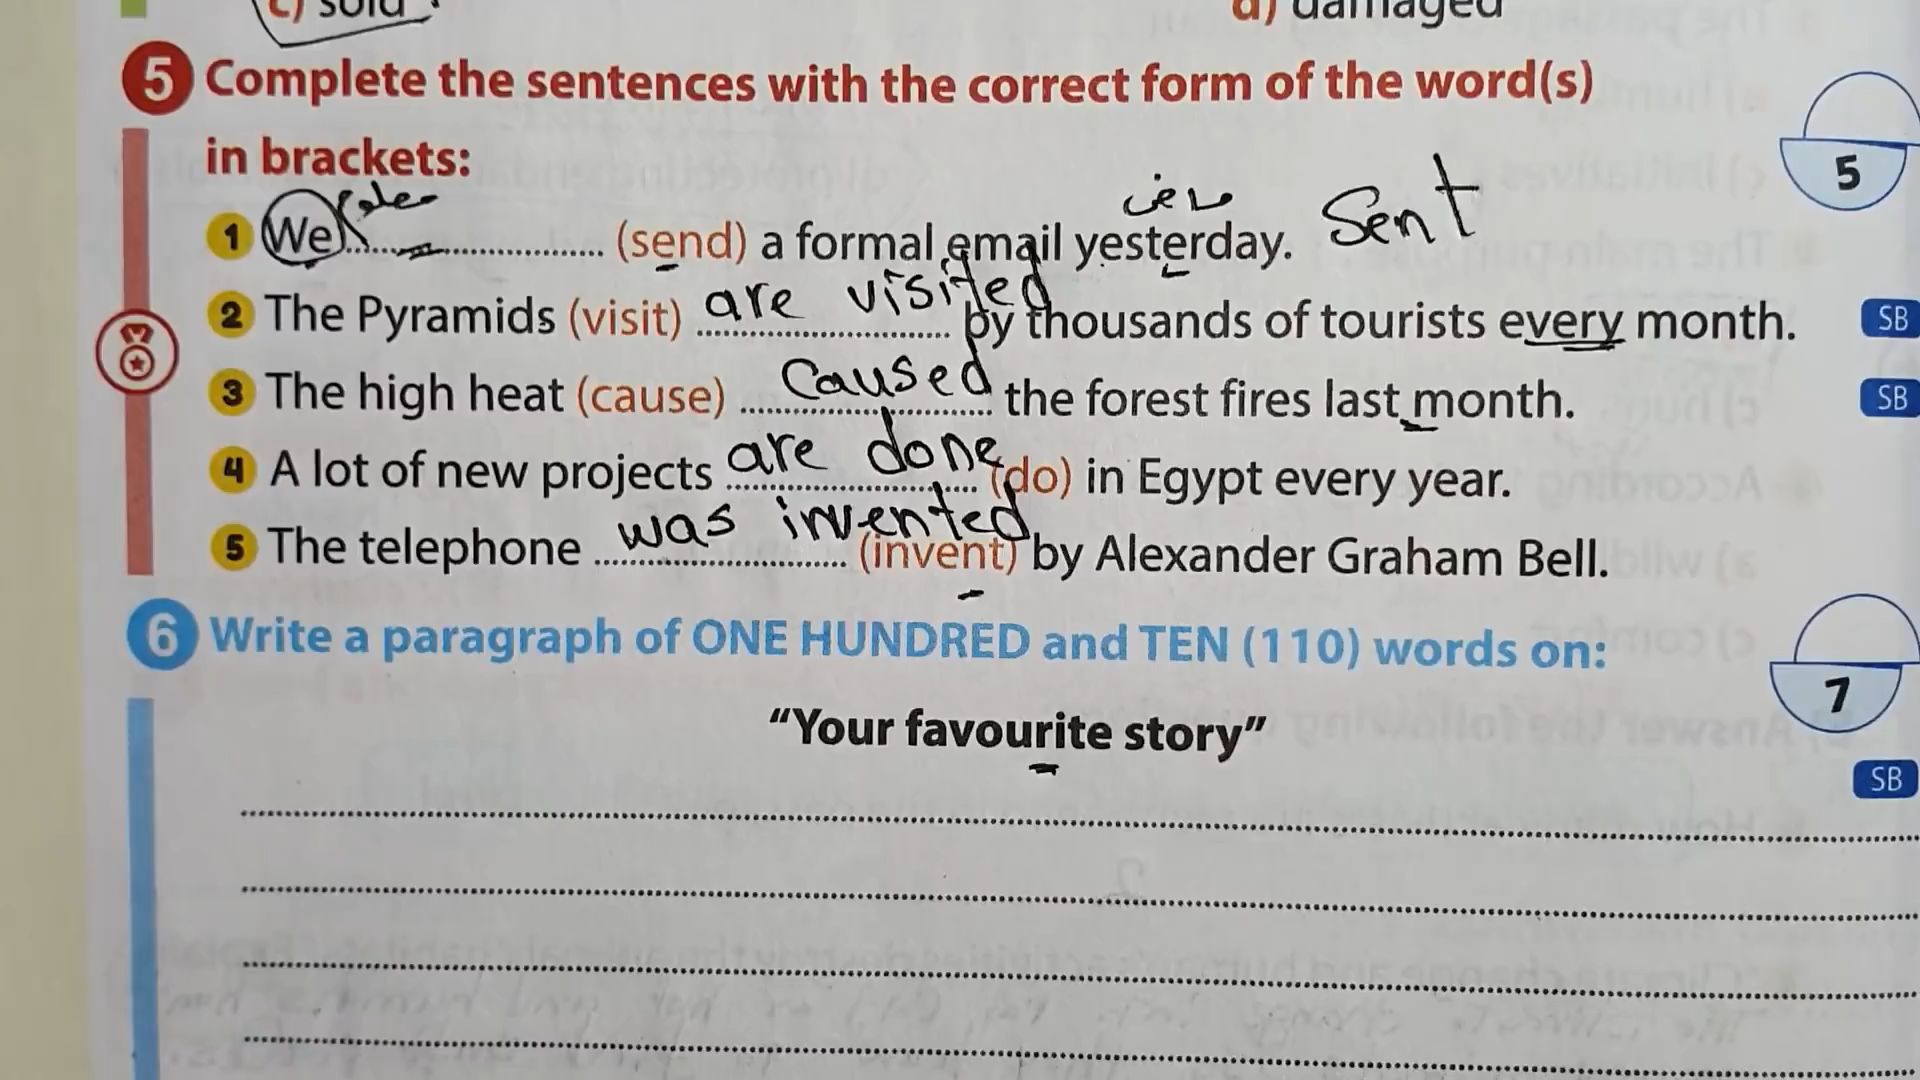 c) sold
d) damaged
5 Complete the sentences with the correct form of the word(s)
in brackets:
5
1 We ........................ (send) a formal email yesterday. Sent
2 The Pyramids (visit) are visited by thousands of tourists every month. SB
3 The high heat (cause) caused the forest fires last month. SB
4 A lot of new projects are done (do) in Egypt every year.
5 The telephone was invented (invent) by Alexander Graham Bell.
6 Write a paragraph of ONE HUNDRED and TEN (110) words on:
7
“Your favourite story”
SB